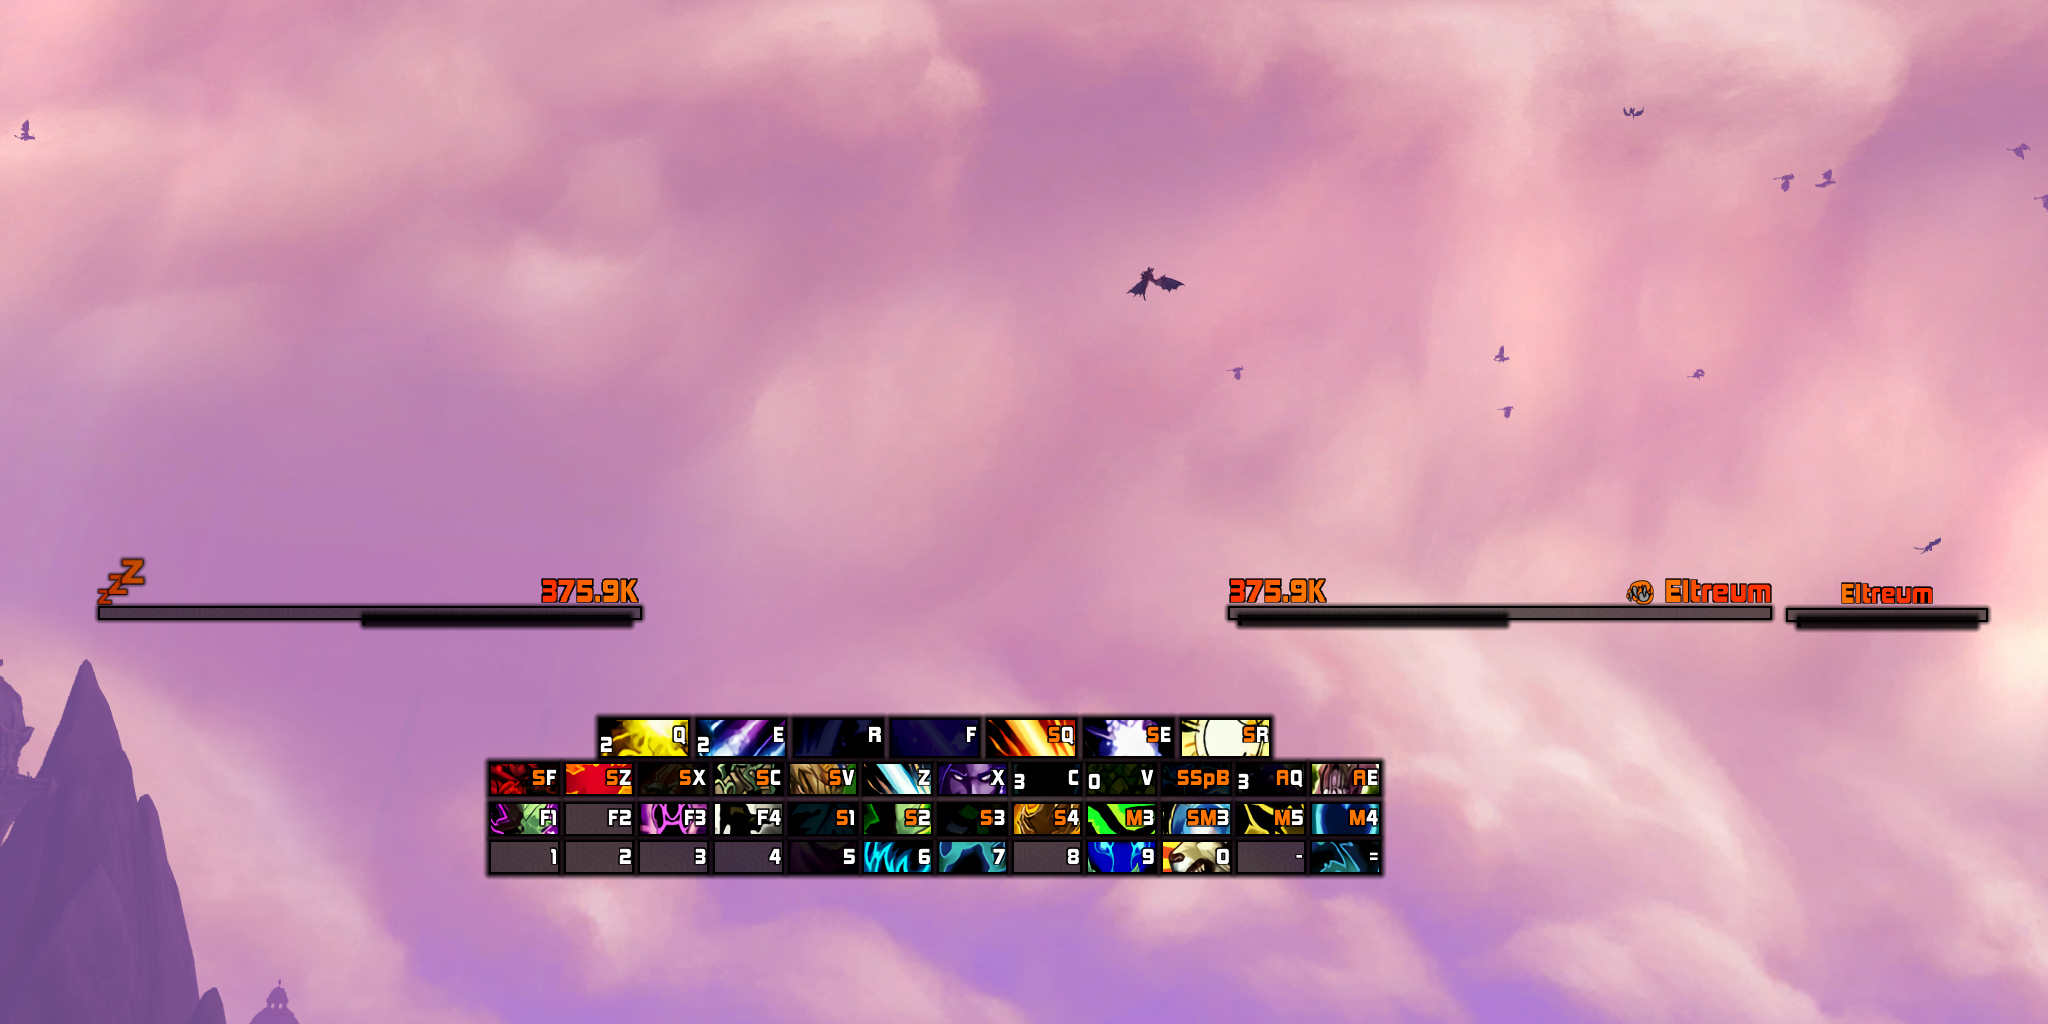 zzZ
375.9K
375.9K
Eltreum
Eltreum
2 Q 2 E R F SQ SE SR
SF SZ SX SC SV Z X 3 C 0 V SSpB 3 AQ AE
F1 F2 F3 F4 S1 S2 S3 S4 M3 SM3 M5 M4
1 2 3 4 5 6 7 8 9 0 - =